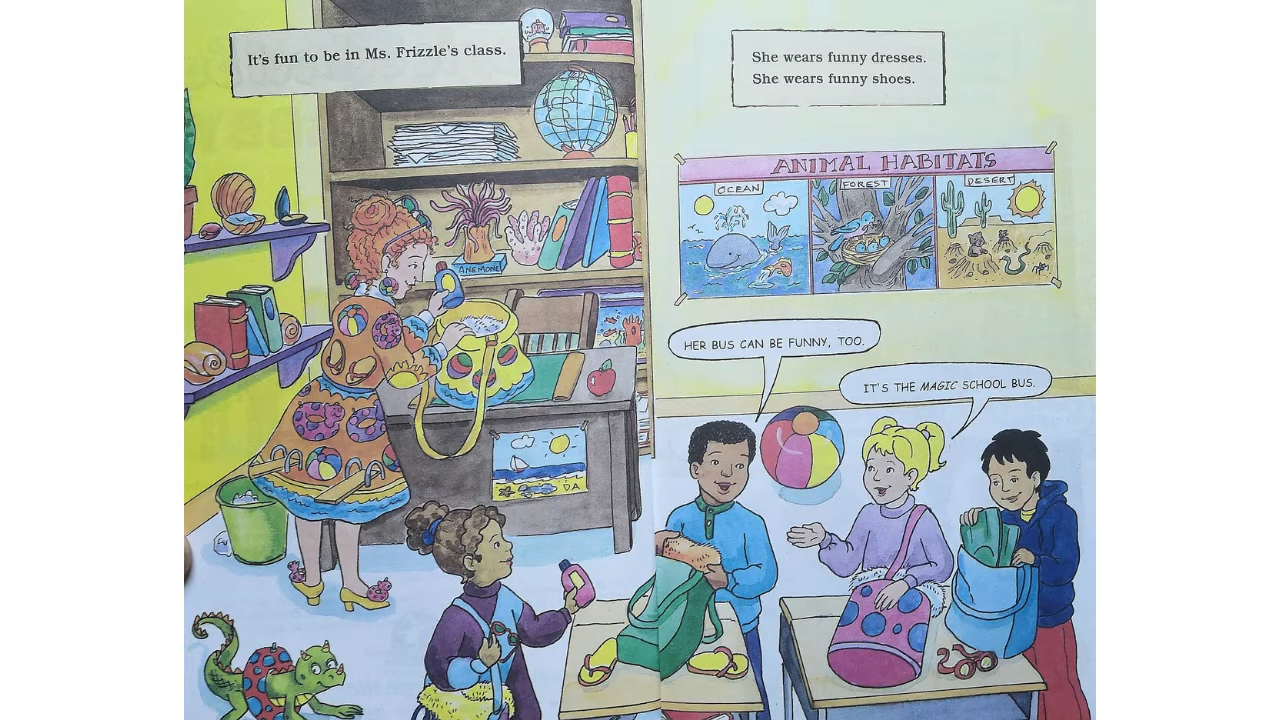 It's fun to be in Ms. Frizzle's class.
ANEMONE
She wears funny dresses.
She wears funny shoes.
ANIMAL HABITATS
OCEAN
FOREST
DESERT
HER BUS CAN BE FUNNY, TOO.
IT'S THE MAGIC SCHOOL BUS.